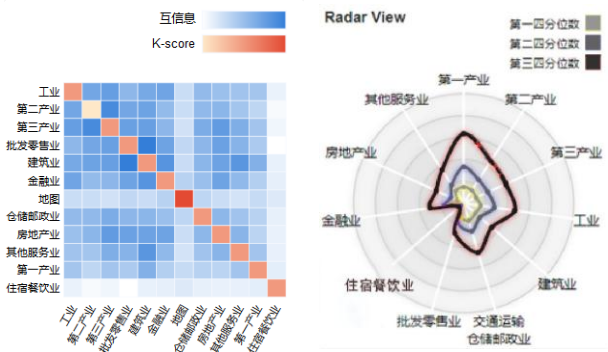 互信息
K-score
工业
第二产业
第三产业
批发零售业
建筑业
金融业
地图
仓储邮政业
房地产业
其他服务业
第一产业
住宿餐饮业
工业
第二产业
第三产业
批发零售业
建筑业
金融业
地图
仓储邮政业
房地产业
其他服务业
第一产业
住宿餐饮业
Radar View
第一四分位数
第二四分位数
第三四分位数
第一产业
第二产业
第三产业
工业
建筑业
交通运输
仓储邮政业
批发零售业
住宿餐饮业
金融业
房地产业
其他服务业